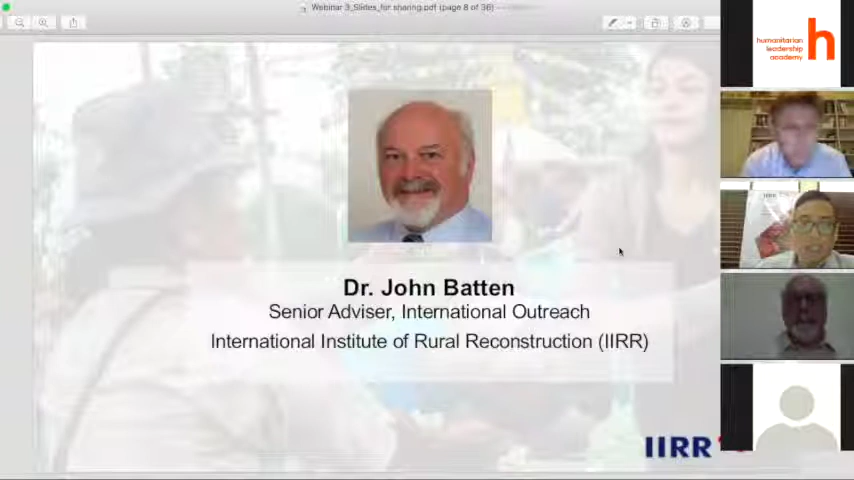 Webinar 3_Slides_for sharing.pdf (page 8 of 36)
humanitarian
leadership
academy
h
Dr. John Batten
Senior Adviser, International Outreach
International Institute of Rural Reconstruction (IIRR)
IIRR